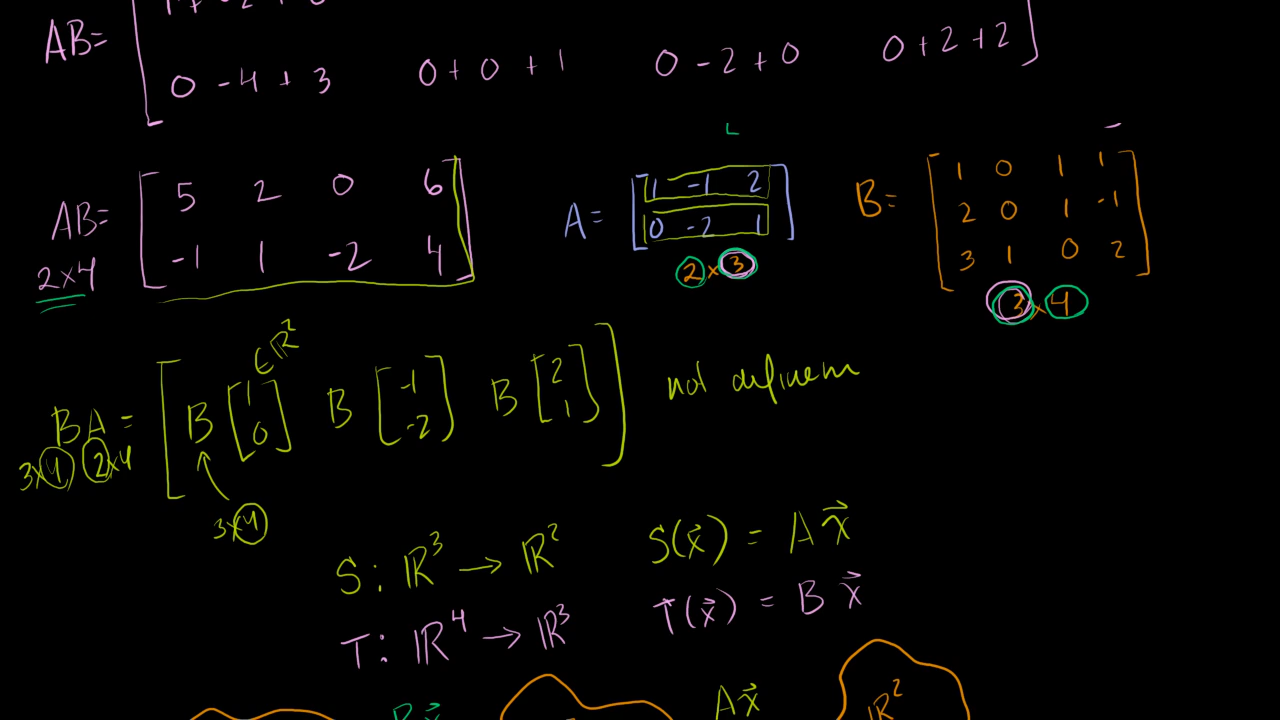 1 + -2 +
AB=
0 - 4 + 3 0 + 0 + 1 0 - 2 + 0 0 + 2 + 2
AB= 5 2 0 6
-1 1 -2 4
2×4
A= 1 -1 2
0 -2 1
2×3
B= 1 0 1 1
2 0 1 -1
3 1 0 2
3×4
∈ℝ²
BA = [B [1 0] B [-1 -2] B [2 1]] not defined
3×4 2×4
3×4
S: ℝ³ → ℝ² S(x⃗) = A x⃗
T: ℝ⁴ → ℝ³ T(x⃗) = B x⃗
Bx⃗ Ax⃗ ℝ²